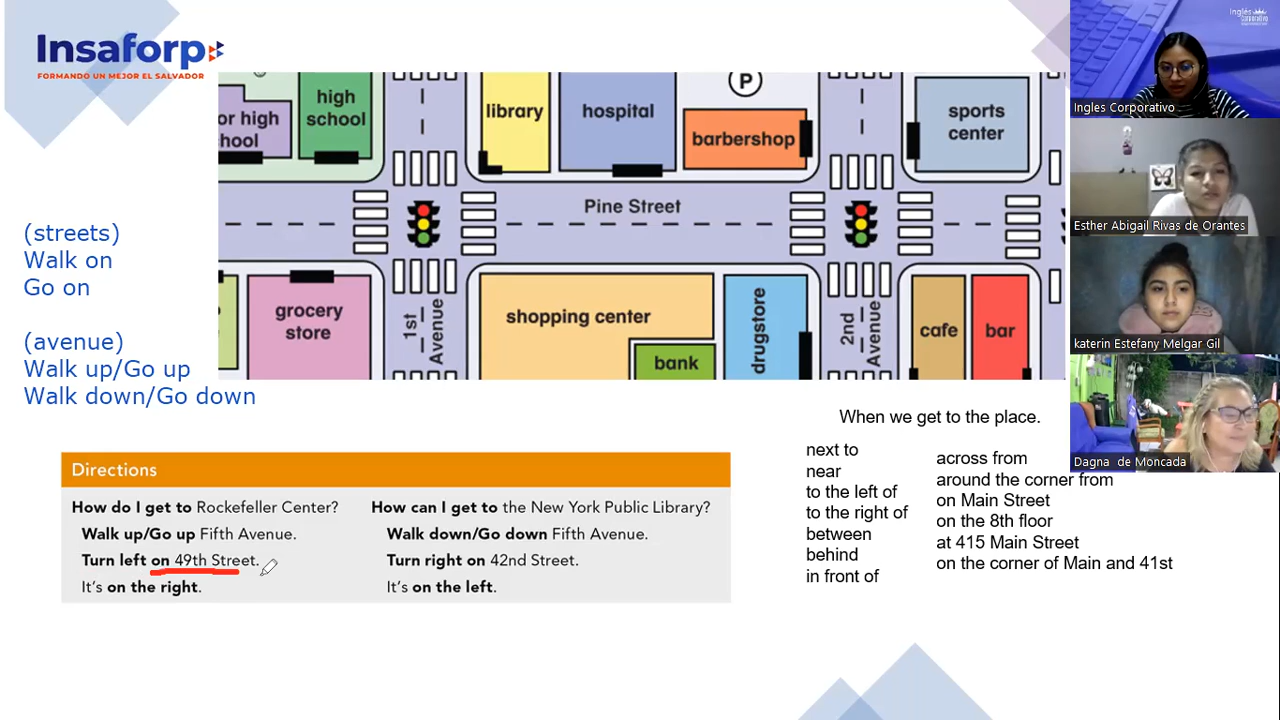 Insaforp
FORMANDO UN MEJOR EL SALVADOR
or high
hool
high
school
library
hospital
P
barbershop
sports
center
Pine Street
grocery
store
1st
Avenue
shopping center
bank
drugstore
2nd
Avenue
cafe
bar
(streets)
Walk on
Go on
(avenue)
Walk up/Go up
Walk down/Go down
Directions
How do I get to Rockefeller Center?
Walk up/Go up Fifth Avenue.
Turn left on 49th Street.
It's on the right.
How can I get to the New York Public Library?
Walk down/Go down Fifth Avenue.
Turn right on 42nd Street.
It's on the left.
When we get to the place.
next to
near
to the left of
to the right of
between
behind
in front of
across from
around the corner from
on Main Street
on the 8th floor
at 415 Main Street
on the corner of Main and 41st
Inglés
Corporativo
Ingles Corporativo
Esther Abigail Rivas de Orantes
katerin Estefany Melgar Gil
Dagna de Moncada